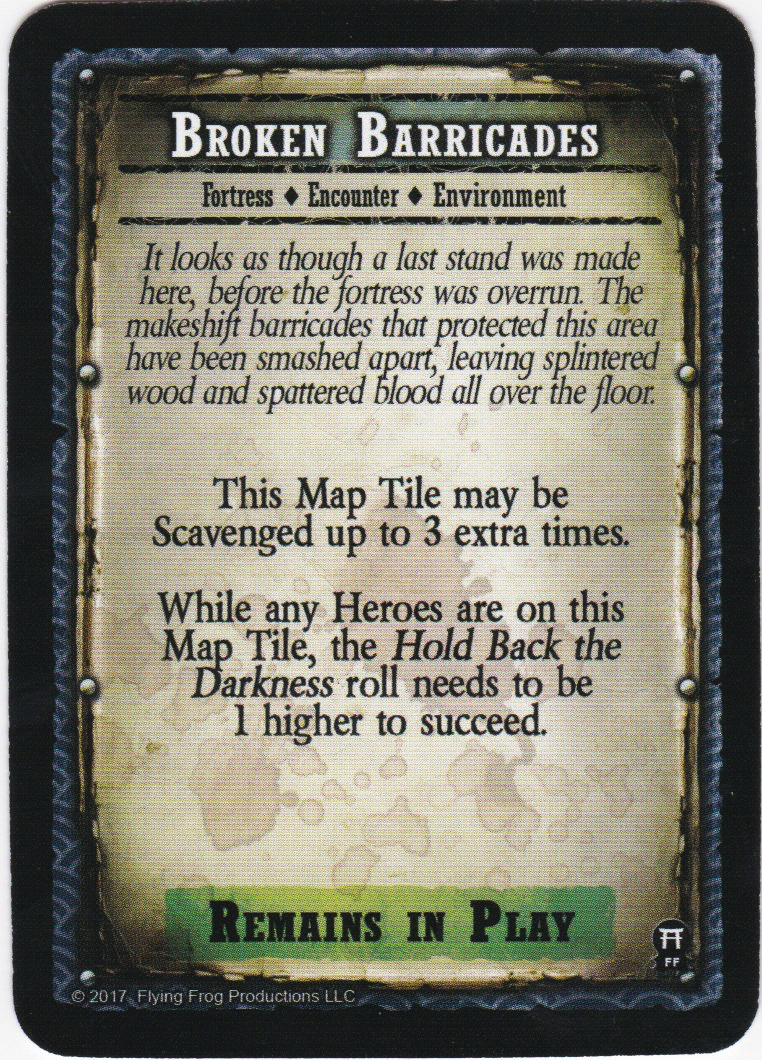 Broken Barricades
Fortress ♦ Encounter ♦ Environment
It looks as though a last stand was made
here, before the fortress was overrun. The
makeshift barricades that protected this area
have been smashed apart, leaving splintered
wood and spattered blood all over the floor.
This Map Tile may be
Scavenged up to 3 extra times.
While any Heroes are on this
Map Tile, the Hold Back the
Darkness roll needs to be
1 higher to succeed.
Remains in Play
FF
© 2017 Flying Frog Productions LLC